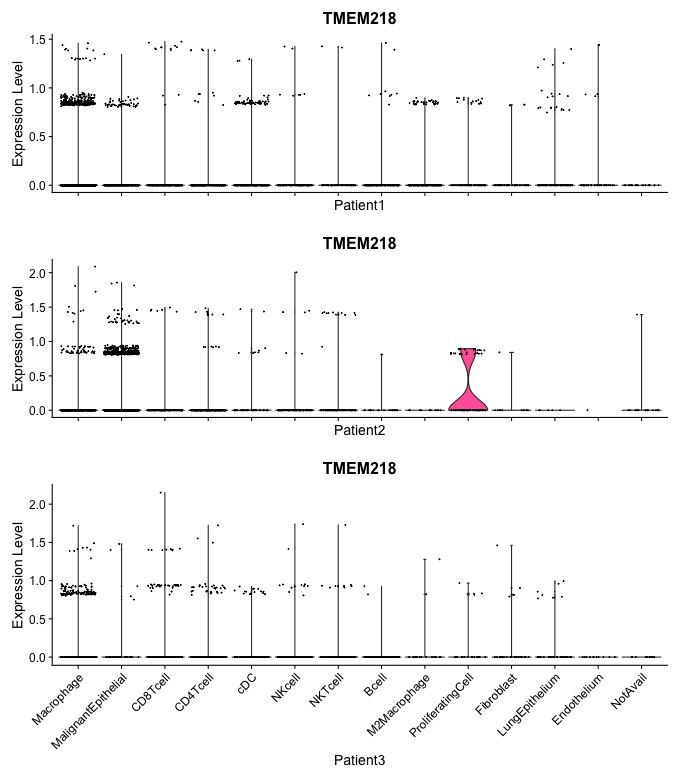 TMEM218
Expression Level
1.5
1.0
0.5
0.0
Patient1
TMEM218
Expression Level
2.0
1.5
1.0
0.5
0.0
Patient2
TMEM218
Expression Level
2.0
1.5
1.0
0.5
0.0
Macrophage
MalignantEpithelial
CD8Tcell
CD4Tcell
cDC
NKcell
NKTcell
Bcell
M2Macrophage
ProliferatingCell
Fibroblast
LungEpithelium
Endothelium
NotAvail
Patient3